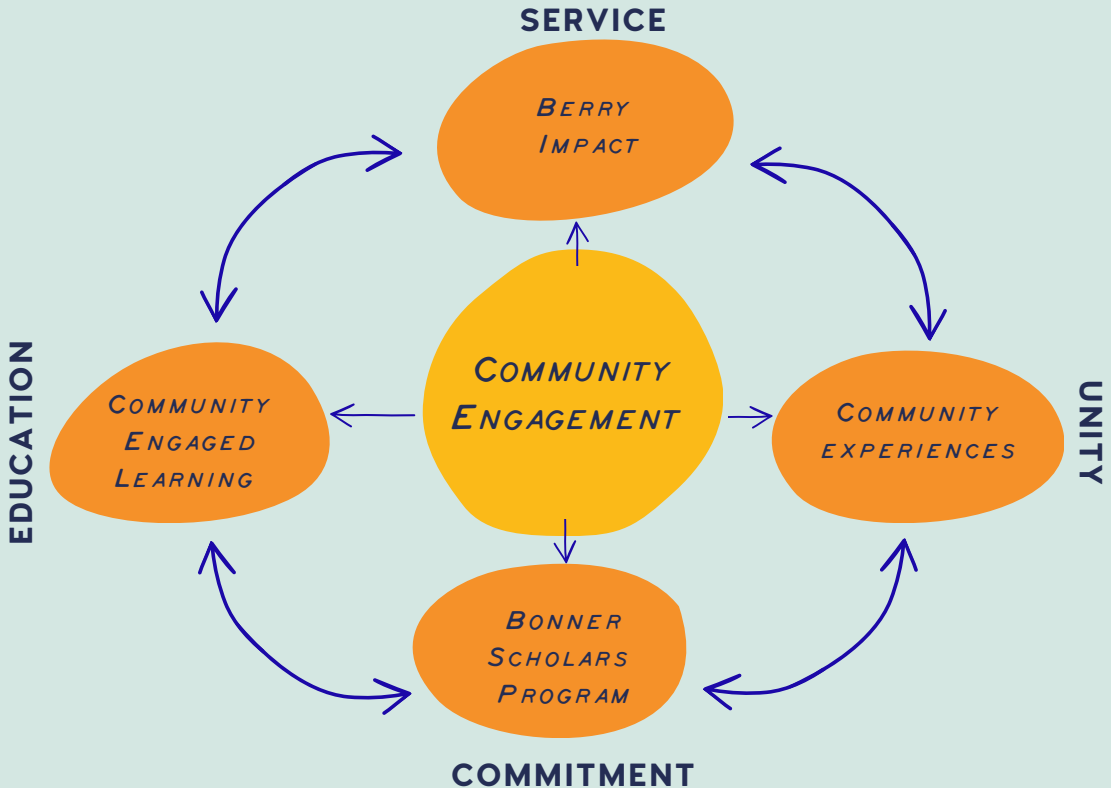 SERVICE
BERRY
IMPACT
COMMUNITY
ENGAGEMENT
EDUCATION
COMMUNITY
ENGAGED
LEARNING
COMMUNITY
EXPERIENCES
UNITY
BONNER
SCHOLARS
PROGRAM
COMMITMENT